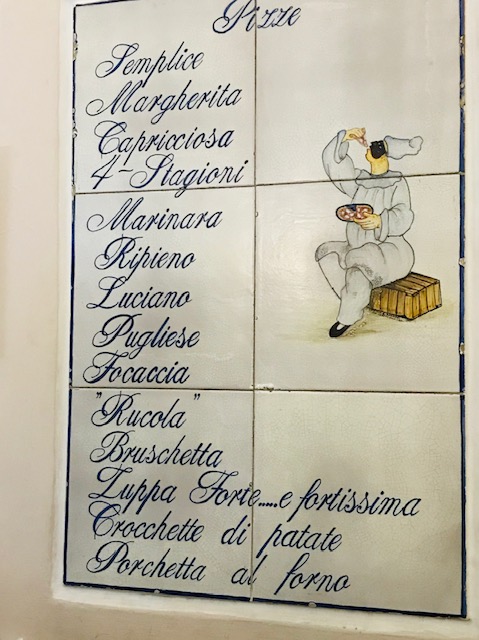 Pizze
Semplice
Margherita
Capricciosa
4-Stagioni
Marinara
Ripieno
Luciano
Pugliese
Focaccia
"Rucola"
Bruschetta
Zuppa Forte.....e fortissima
Crocchette di patate
Porchetta al forno